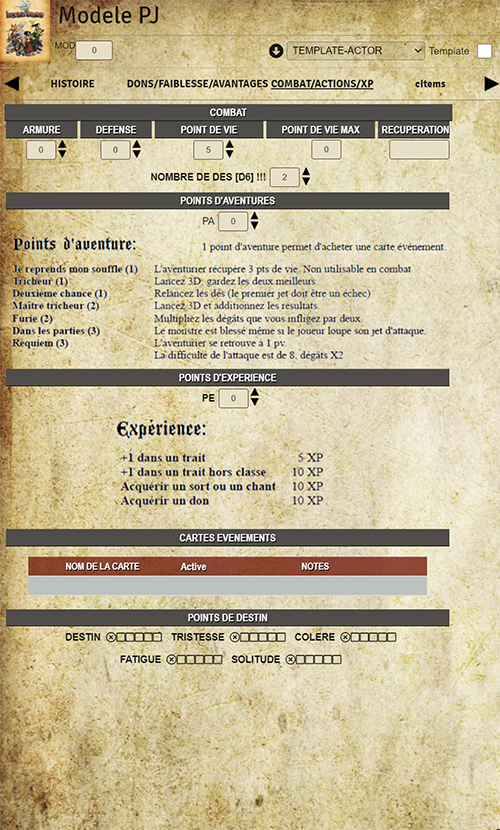 Modele PJ
MOD 0
TEMPLATE-ACTOR Template
HISTOIRE DONS/FAIBLESSE/AVANTAGES COMBAT/ACTIONS/XP cItems
COMBAT
ARMURE DEFENSE POINT DE VIE POINT DE VIE MAX RECUPERATION
0 0 5 0
NOMBRE DE DES [D6] !!! 2
POINTS D'AVENTURES
PA 0
Points d'aventure: 1 point d'aventure permet d'acheter une carte événement.
Je reprends mon souffle (1) L'aventurier récupère 3 pts de vie. Non utilisable en combat
Tricheur (1) Lancez 3D; gardez les deux meilleurs.
Deuxième chance (1) Relancez les dés (le premier jet doit être un échec)
Maître tricheur (2) Lancez 3D et additionnez les résultats.
Furie (2) Multipliez les dégâts que vous infligez par deux.
Dans les parties (3) Le monstre est blessé même si le joueur loupe son jet d'attaque.
Requiem (3) L'aventurier se retrouve à 1 pv.
La difficulté de l'attaque est de 8, dégâts X2
POINTS D'EXPERIENCE
PE 0
Expérience:
+1 dans un trait 5 XP
+1 dans un trait hors classe 10 XP
Acquérir un sort ou un chant 10 XP
Acquérir un don 10 XP
CARTES EVENEMENTS
NOM DE LA CARTE Active NOTES
POINTS DE DESTIN
DESTIN TRISTESSE COLERE
FATIGUE SOLITUDE